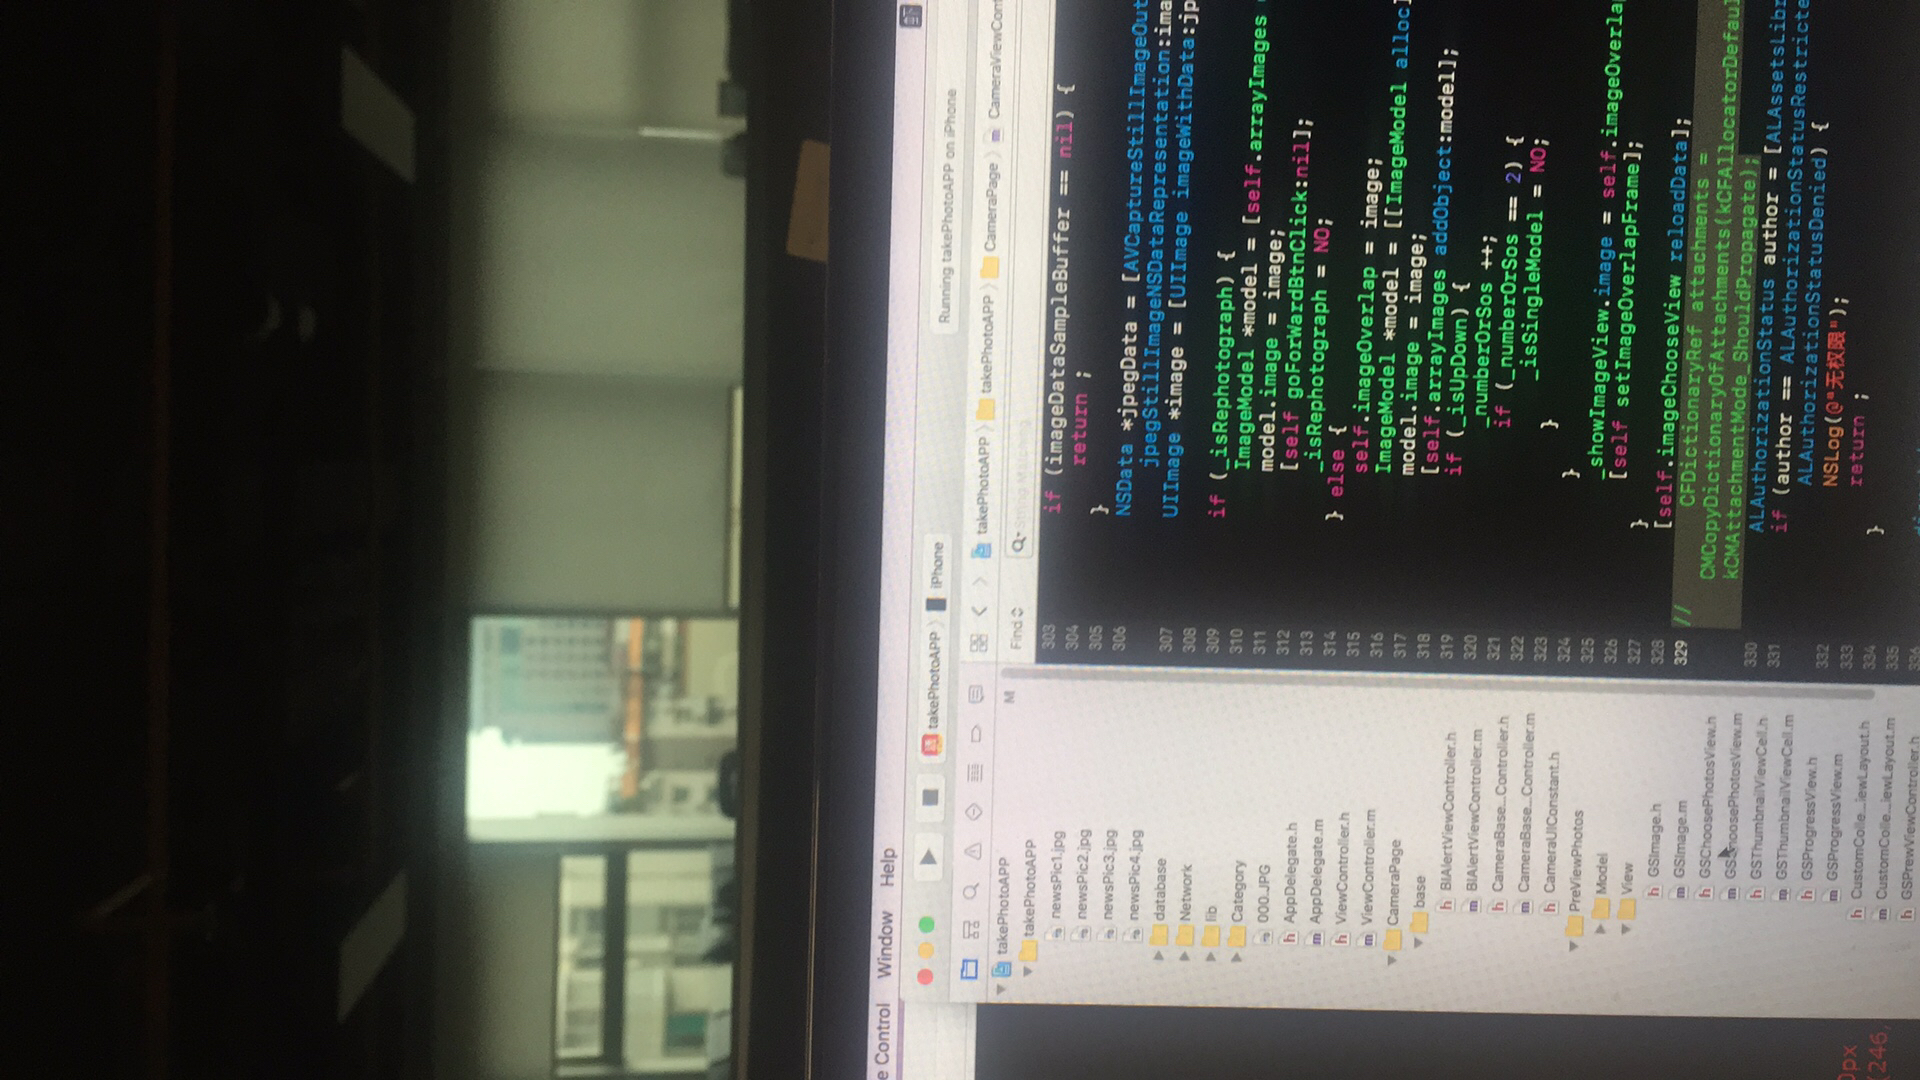 e Control Window Help
takePhotoAPP iPhone
Running takePhotoAPP on iPhone
takePhotoAPP M
takePhotoAPP
newsPic1.jpg
newsPic2.jpg
newsPic3.jpg
newsPic4.jpg
database
Network
lib
Category
000.JPG
AppDelegate.h
AppDelegate.m
ViewController.h
ViewController.m
CameraPage
base
BIAlertViewController.h
BIAlertViewController.m
CameraBase...Controller.h
CameraBase...Controller.m
CameraUIConstant.h
PreViewPhotos
Model
View
GSImage.h
GSImage.m
GSChoosePhotosView.h
GSChoosePhotosView.m
GSThumbnailViewCell.h
GSThumbnailViewCell.m
GSProgressView.h
GSProgressView.m
CustomColle...iewLayout.h
CustomColle...iewLayout.m
GSPrewViewController.h
takePhotoAPP takePhotoAPP CameraPage CameraViewCont
Find String Matching
303 if (imageDataSampleBuffer == nil) {
304 return ;
305 }
306 NSData *jpegData = [AVCaptureStillImageOut
jpegStillImageNSDataRepresentation:ima
307 UIImage *image = [UIImage imageWithData:jp
308
309 if (_isRephotograph) {
310 ImageModel *model = [self.arrayImages
311 model.image = image;
312 [self goForWardBtnClick:nil];
313 _isRephotograph = NO;
314 } else {
315 self.imageOverlap = image;
316 ImageModel *model = [[ImageModel alloc]
317 model.image = image;
318 [self.arrayImages addObject:model];
319 if (_isUpDown) {
320 _numberOrSos ++;
321 if (_numberOrSos == 2) {
322 _isSingleModel = NO;
323 }
324 }
325 _showImageView.image = self.imageOverla
326 [self setImageOverlapFrame];
327 }
328 [self.imageChooseView reloadData];
329 // CFDictionaryRef attachments =
CMCopyDictionaryOfAttachments(kCFAllocatorDefau
kCMAttachmentMode_ShouldPropagate);
330 ALAuthorizationStatus author = [ALAssetsLibr
331 if (author == ALAuthorizationStatusRestricte
ALAuthorizationStatusDenied) {
332 NSLog(@"无权限");
333 return ;
334 }
335
336
0px
(246,